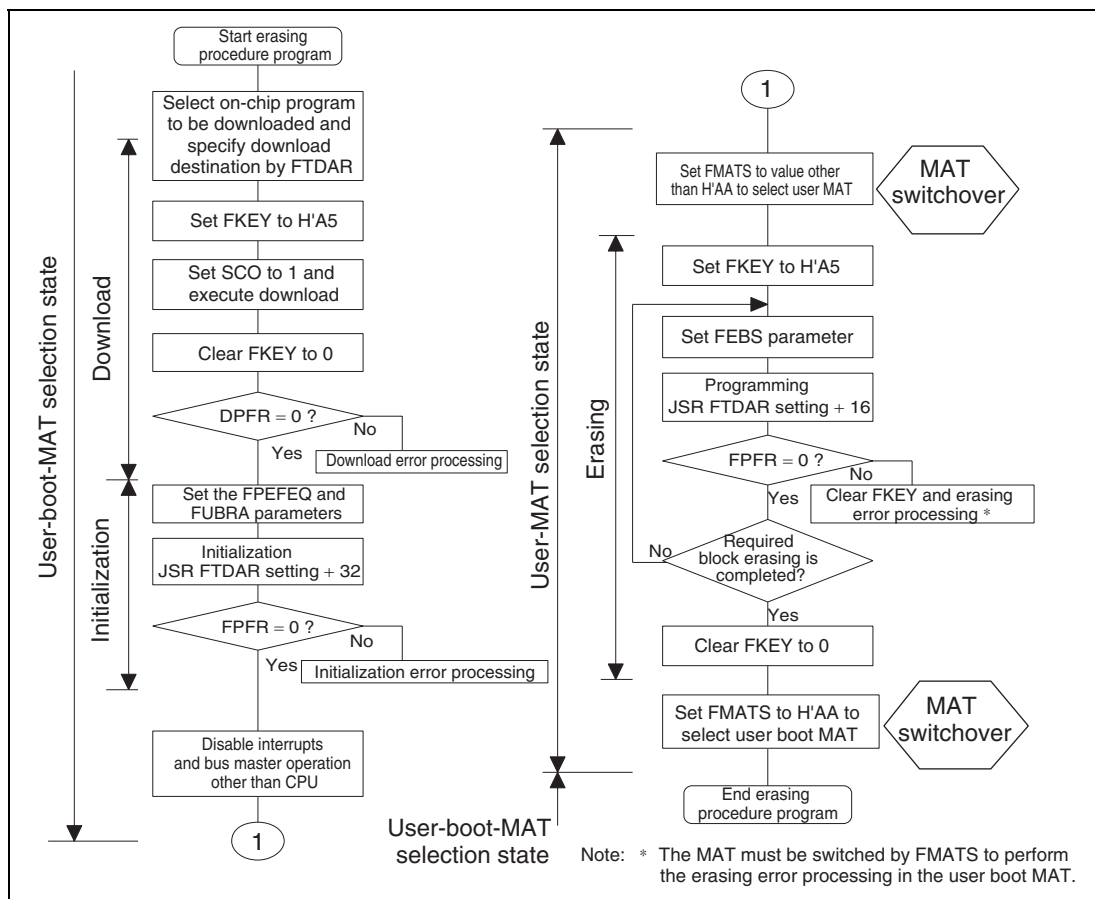 Start erasing
procedure program
Select on-chip program
to be downloaded and
specify download
destination by FTDAR
Set FKEY to H'A5
Set SCO to 1 and
execute download
Clear FKEY to 0
DPFR = 0 ?
No
Yes
Download error processing
Set the FPEFEQ and
FUBRA parameters
Initialization
JSR FTDAR setting + 32
FPFR = 0 ?
No
Yes
Initialization error processing
Disable interrupts
and bus master operation
other than CPU
1
User-boot-MAT selection state
Download
Initialization
1
Set FMATS to value other
than H'AA to select user MAT
MAT
switchover
Set FKEY to H'A5
Set FEBS parameter
Programming
JSR FTDAR setting + 16
FPFR = 0 ?
No
Yes
Clear FKEY and erasing
error processing *
Required
block erasing is
completed?
No
Yes
Clear FKEY to 0
Set FMATS to H'AA to
select user boot MAT
MAT
switchover
End erasing
procedure program
User-MAT selection state
Erasing
User-boot-MAT
selection state
Note: * The MAT must be switched by FMATS to perform
the erasing error processing in the user boot MAT.